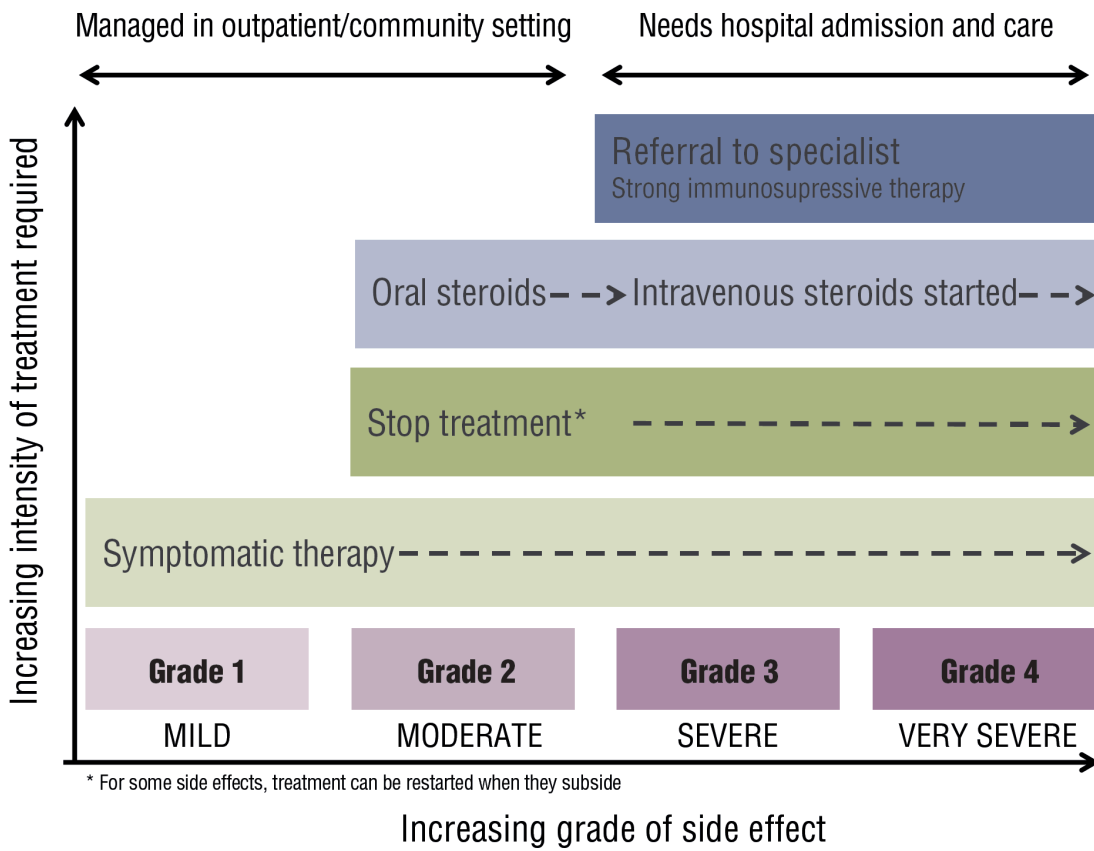 Managed in outpatient/community setting
Needs hospital admission and care
Increasing intensity of treatment required
Referral to specialist
Strong immunosupressive therapy
Oral steroids
Intravenous steroids started
Stop treatment*
Symptomatic therapy
Grade 1
Grade 2
Grade 3
Grade 4
MILD
MODERATE
SEVERE
VERY SEVERE
* For some side effects, treatment can be restarted when they subside
Increasing grade of side effect